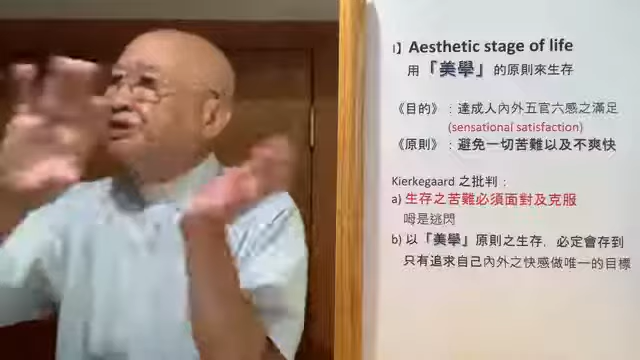 1】Aesthetic stage of life
用「美學」的原則來生存
《目的》：達成人內外五官六感之滿足
(sensational satisfaction)
《原則》：避免一切苦難以及不爽快
Kierkegaard 之批判：
a) 生存之苦難必須面對及克服
呣是逃閃
b) 以「美學」原則之生存，必定會存到
只有追求自己內外之快感做唯一的目標